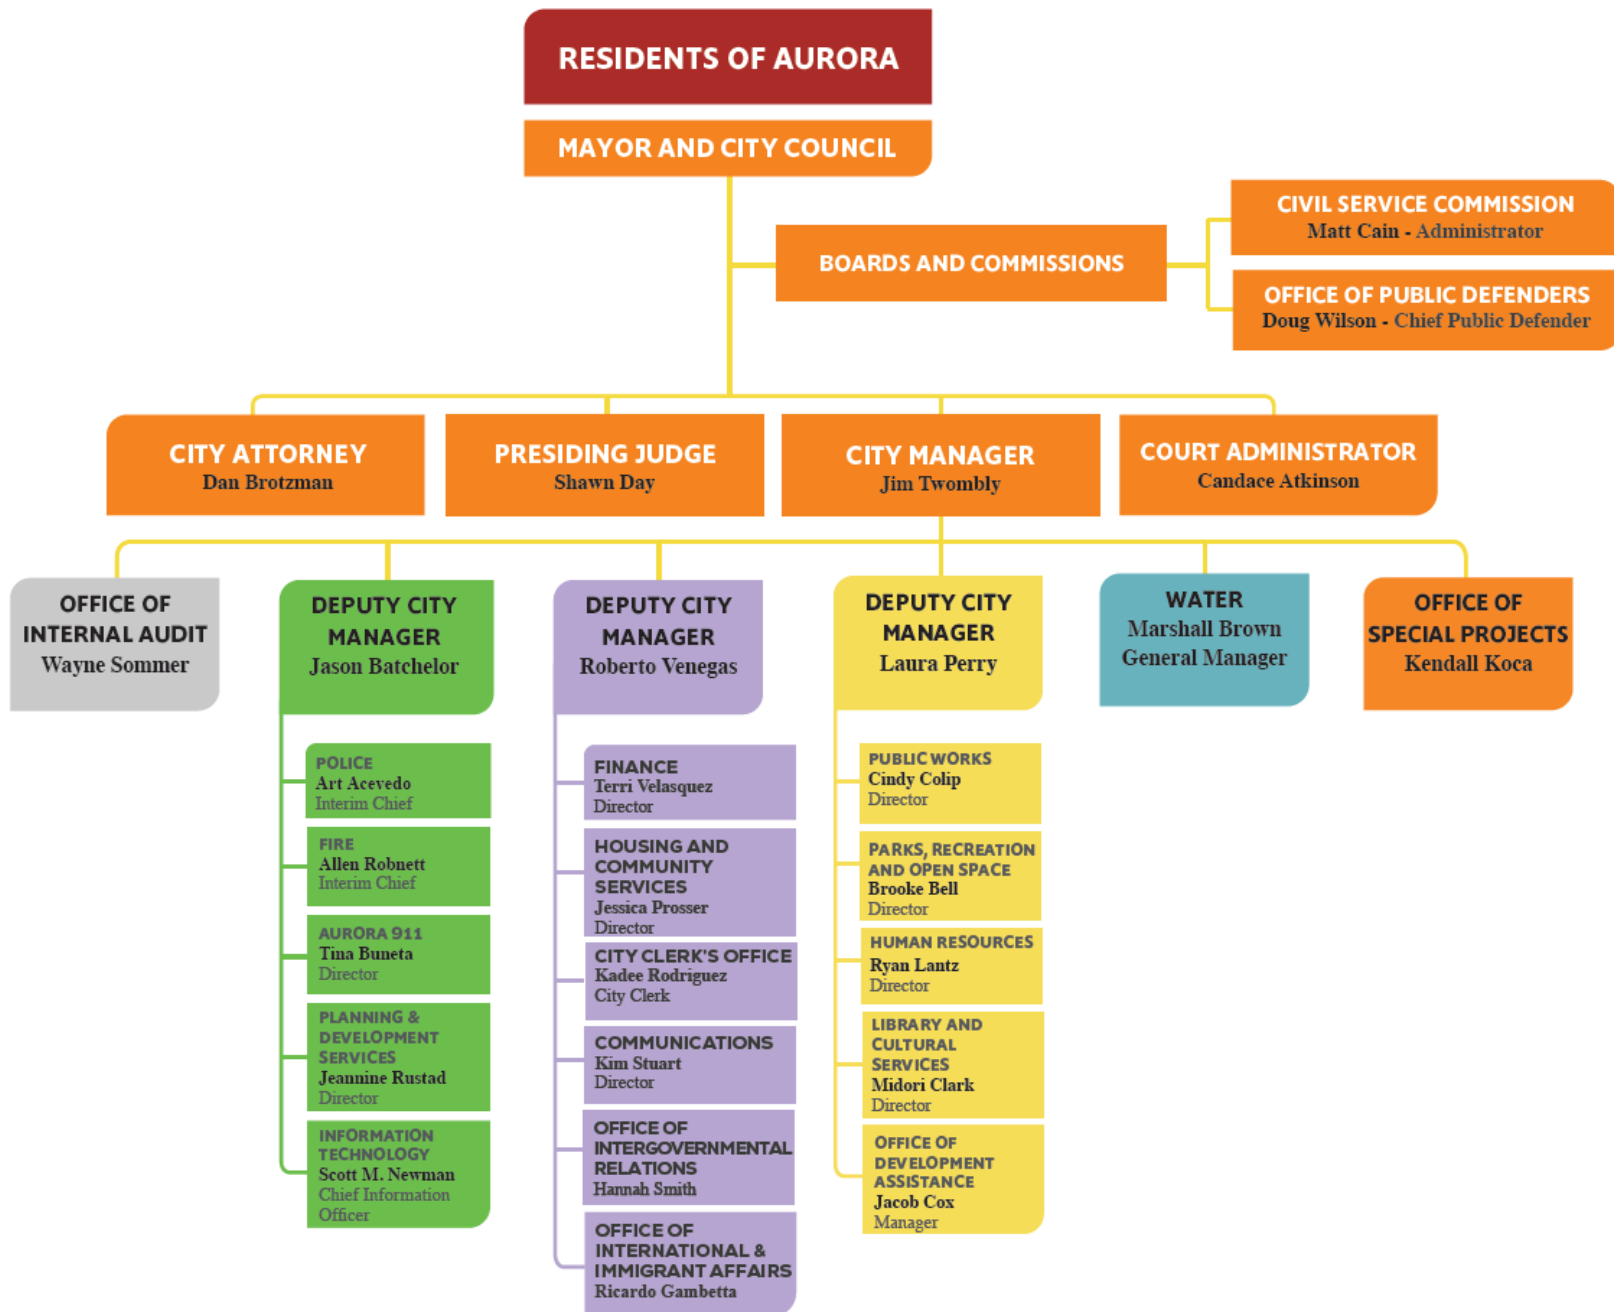 RESIDENTS OF AURORA
MAYOR AND CITY COUNCIL
BOARDS AND COMMISSIONS
CIVIL SERVICE COMMISSION
Matt Cain - Administrator
OFFICE OF PUBLIC DEFENDERS
Doug Wilson - Chief Public Defender
CITY ATTORNEY
Dan Brotzman
PRESIDING JUDGE
Shawn Day
CITY MANAGER
Jim Twombly
COURT ADMINISTRATOR
Candace Atkinson
OFFICE OF
INTERNAL AUDIT
Wayne Sommer
DEPUTY CITY
MANAGER
Jason Batchelor
DEPUTY CITY
MANAGER
Roberto Venegas
DEPUTY CITY
MANAGER
Laura Perry
WATER
Marshall Brown
General Manager
OFFICE OF
SPECIAL PROJECTS
Kendall Koca
POLICE
Art Acevedo
Interim Chief
FIRE
Allen Robnett
Interim Chief
AURORA 911
Tina Buneta
Director
PLANNING &
DEVELOPMENT
SERVICES
Jeannine Rustad
Director
INFORMATION
TECHNOLOGY
Scott M. Newman
Chief Information
Officer
FINANCE
Terri Velasquez
Director
HOUSING AND
COMMUNITY
SERVICES
Jessica Prosser
Director
CITY CLERK'S OFFICE
Kadee Rodriguez
City Clerk
COMMUNICATIONS
Kim Stuart
Director
OFFICE OF
INTERGOVERNMENTAL
RELATIONS
Hannah Smith
OFFICE OF
INTERNATIONAL &
IMMIGRANT AFFAIRS
Ricardo Gambetta
PUBLIC WORKS
Cindy Colip
Director
PARKS, RECREATION
AND OPEN SPACE
Brooke Bell
Director
HUMAN RESOURCES
Ryan Lantz
Director
LIBRARY AND
CULTURAL
SERVICES
Midori Clark
Director
OFFICE OF
DEVELOPMENT
ASSISTANCE
Jacob Cox
Manager